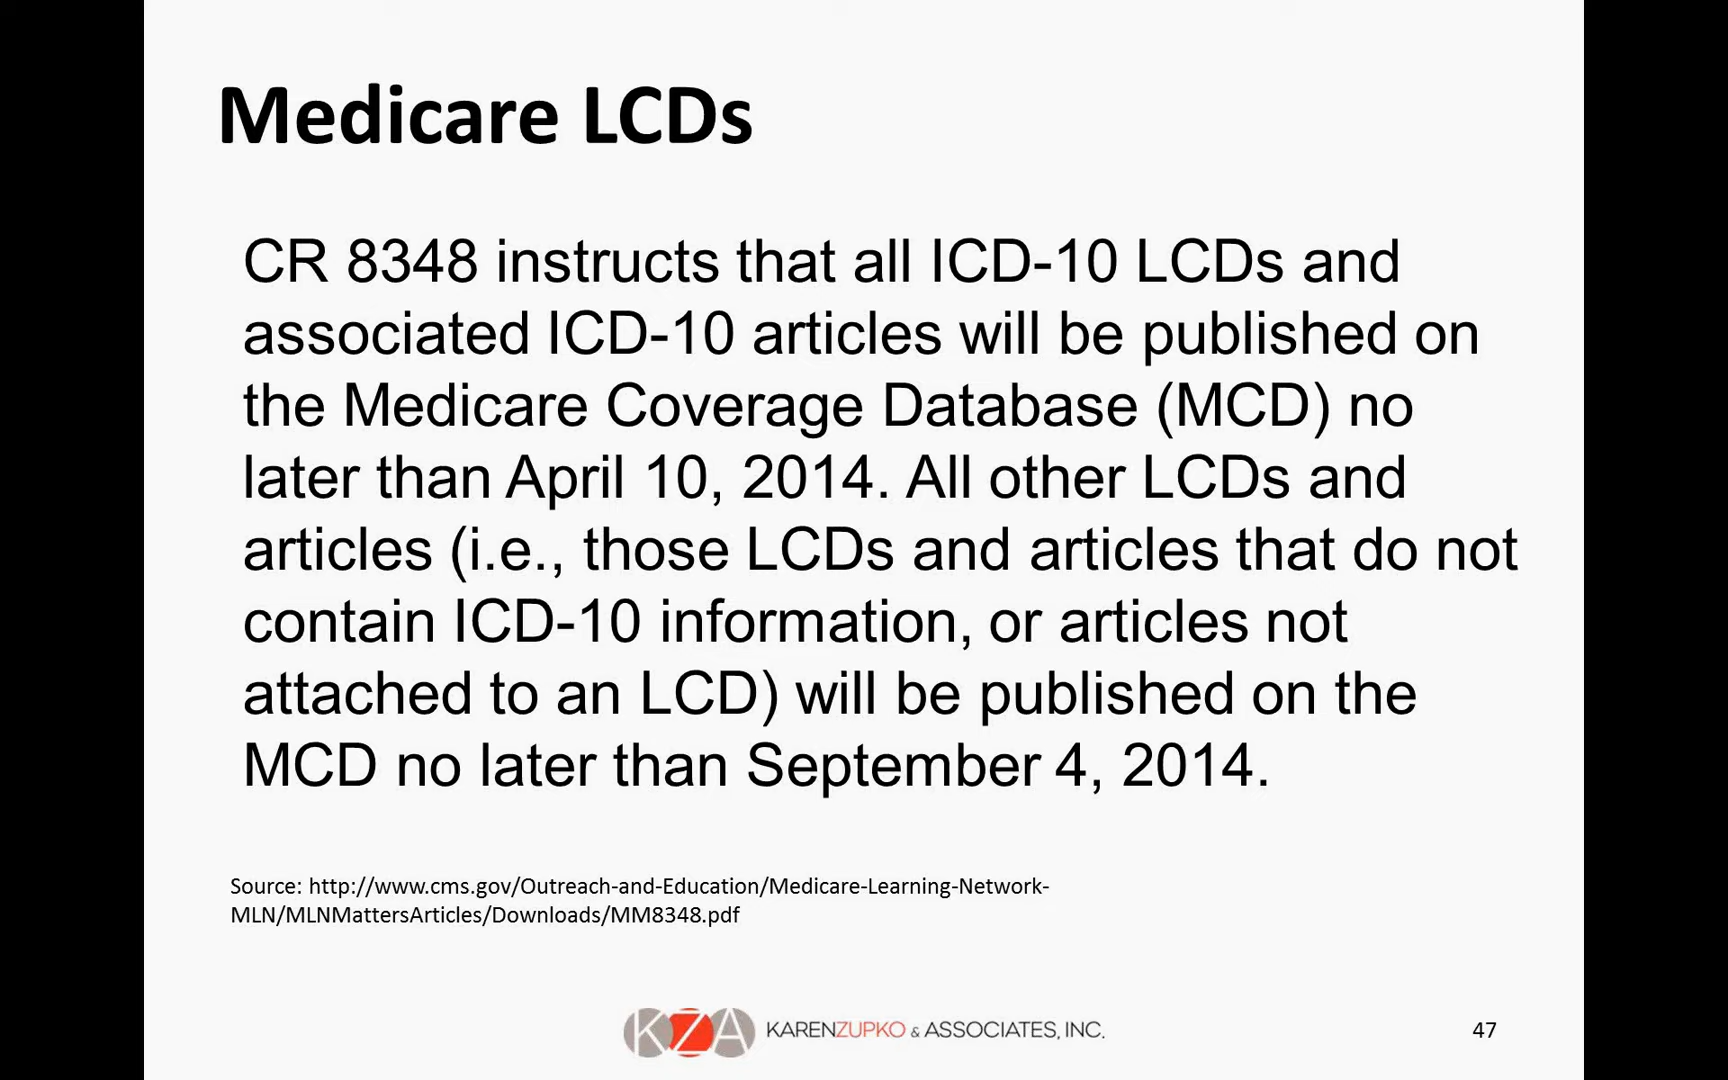 Medicare LCDs
CR 8348 instructs that all ICD-10 LCDs and
associated ICD-10 articles will be published on
the Medicare Coverage Database (MCD) no
later than April 10, 2014. All other LCDs and
articles (i.e., those LCDs and articles that do not
contain ICD-10 information, or articles not
attached to an LCD) will be published on the
MCD no later than September 4, 2014.
Source: http://www.cms.gov/Outreach-and-Education/Medicare-Learning-Network-
MLN/MLNMattersArticles/Downloads/MM8348.pdf
KZA KARENZUPKO & ASSOCIATES, INC.
47